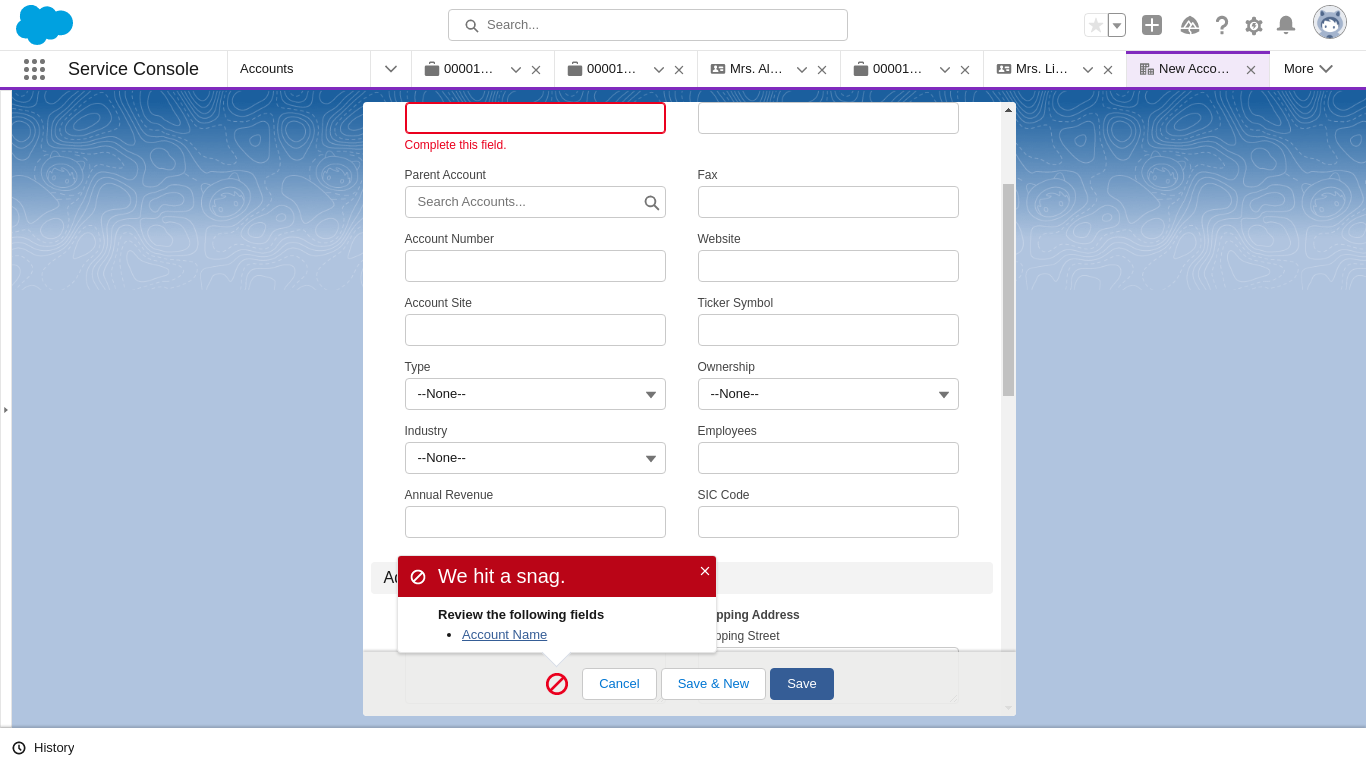 Search...
Service Console
Accounts
00001...
00001...
Mrs. Al...
00001...
Mrs. Li...
New Acco...
More
Complete this field.
Parent Account
Fax
Search Accounts...
Account Number
Website
Account Site
Ticker Symbol
Type
Ownership
--None--
--None--
Industry
Employees
--None--
Annual Revenue
SIC Code
We hit a snag.
Review the following fields
Account Name
pping Address
pping Street
Cancel
Save & New
Save
History